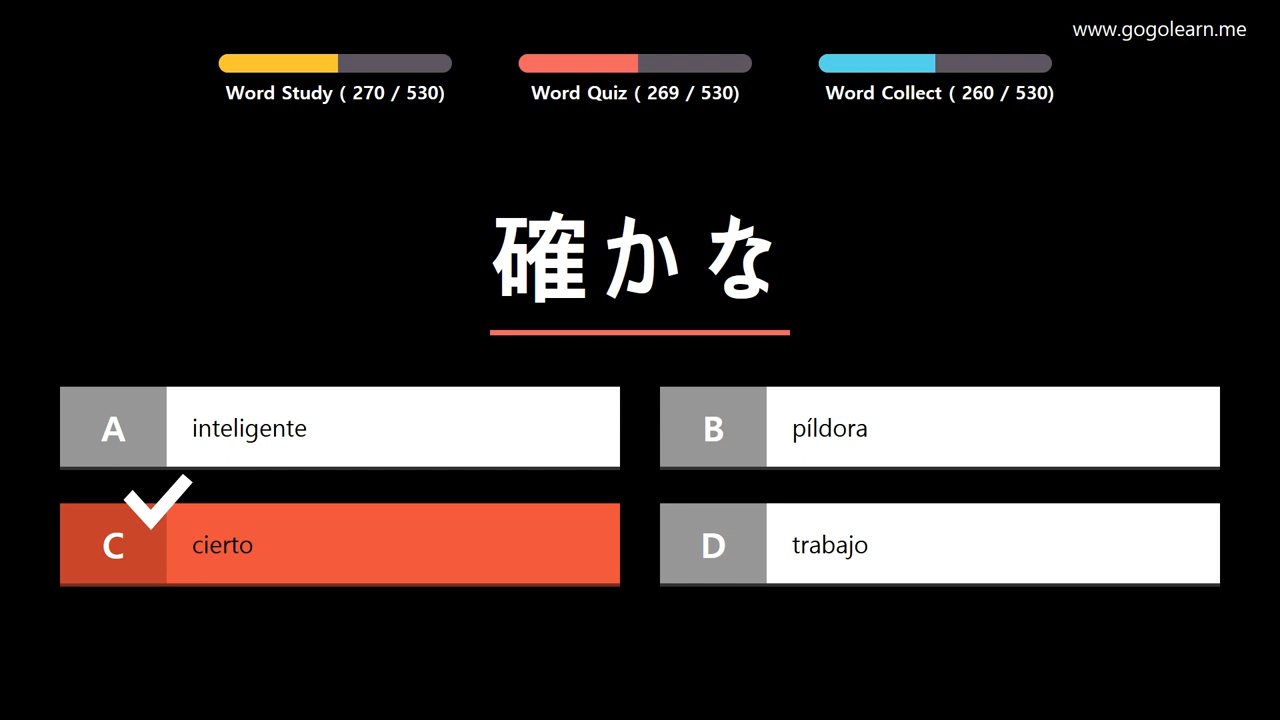 www.gogolearn.me
Word Study ( 270 / 530)
Word Quiz ( 269 / 530)
Word Collect ( 260 / 530)
確かな
A inteligente
B píldora
C cierto
D trabajo